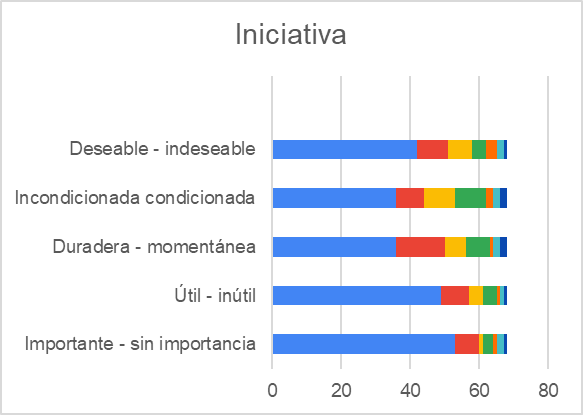 Iniciativa
Deseable - indeseable
Incondicionada condicionada
Duradera - momentánea
Útil - inútil
Importante - sin importancia
0 20 40 60 80